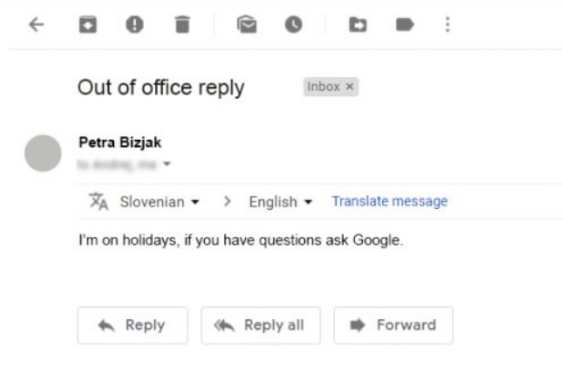 Out of office reply
Inbox ×
Petra Bizjak
Slovenian > English Translate message
I'm on holidays, if you have questions ask Google.
Reply Reply all Forward